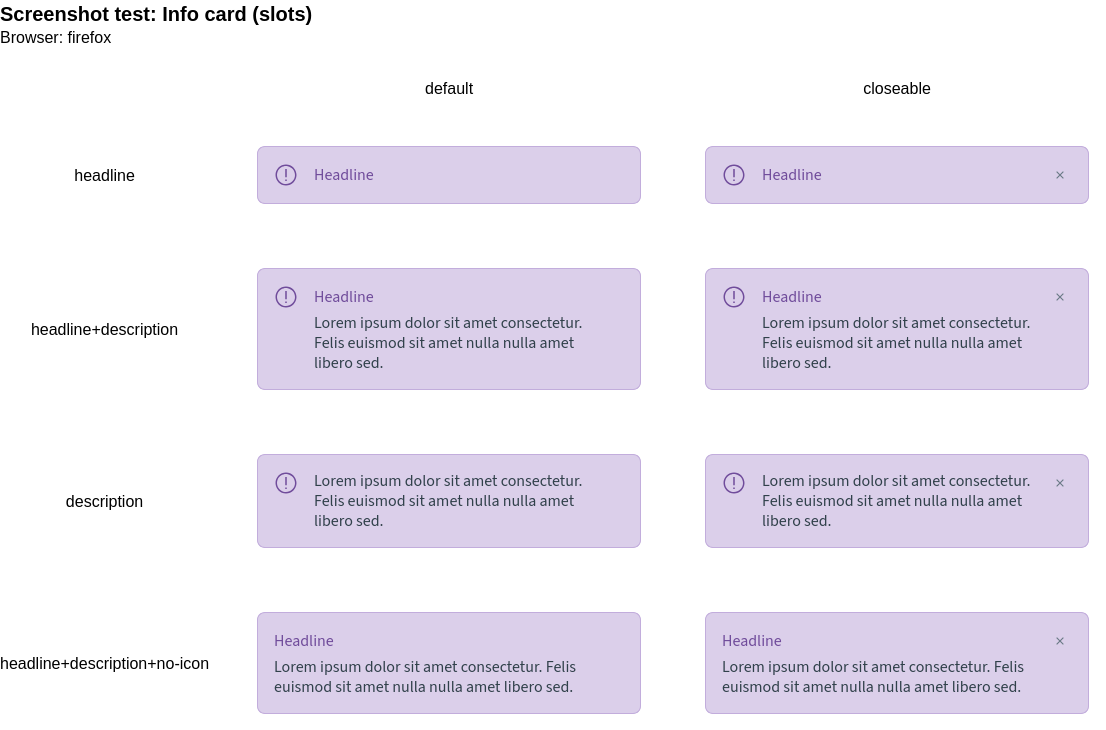 Screenshot test: Info card (slots)
Browser: firefox
default
closeable
headline
Headline
Headline
×
headline+description
Headline
Lorem ipsum dolor sit amet consectetur.
Felis euismod sit amet nulla nulla amet
libero sed.
Headline
×
Lorem ipsum dolor sit amet consectetur.
Felis euismod sit amet nulla nulla amet
libero sed.
description
Lorem ipsum dolor sit amet consectetur.
Felis euismod sit amet nulla nulla amet
libero sed.
Lorem ipsum dolor sit amet consectetur.
Felis euismod sit amet nulla nulla amet
libero sed.
×
headline+description+no-icon
Headline
Lorem ipsum dolor sit amet consectetur. Felis
euismod sit amet nulla nulla amet libero sed.
Headline
×
Lorem ipsum dolor sit amet consectetur. Felis
euismod sit amet nulla nulla amet libero sed.